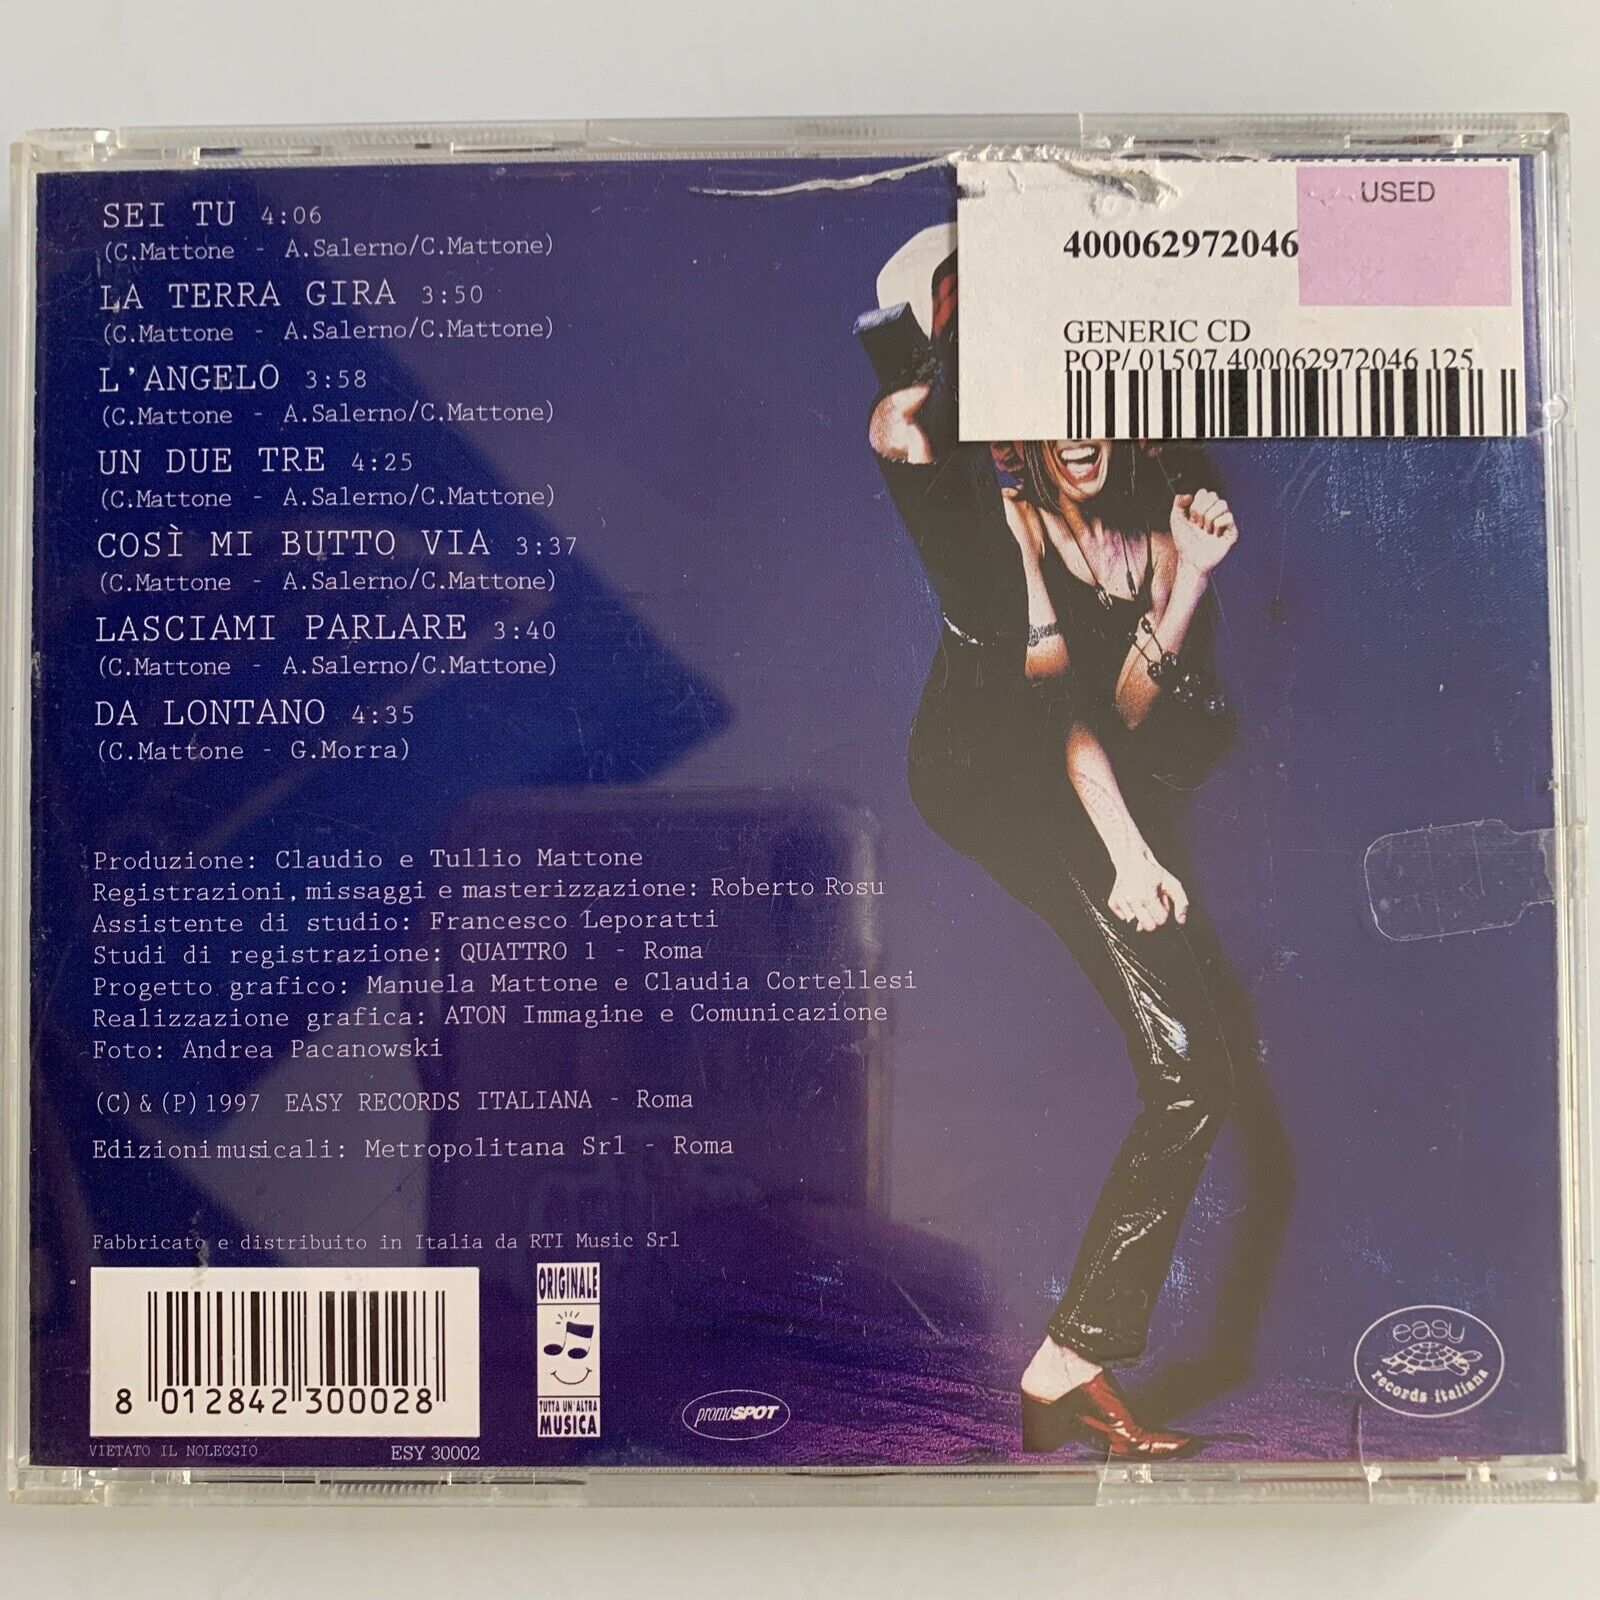 SEI TU 4:06
(C.Mattone - A.Salerno/C.Mattone)
LA TERRA GIRA 3:50
(C.Mattone - A.Salerno/C.Mattone)
L'ANGELO 3:58
(C.Mattone - A.Salerno/C.Mattone)
UN DUE TRE 4:25
(C.Mattone - A.Salerno/C.Mattone)
COSÌ MI BUTTO VIA 3:37
(C.Mattone - A.Salerno/C.Mattone)
LASCIAMI PARLARE 3:40
(C.Mattone - A.Salerno/C.Mattone)
DA LONTANO 4:35
(C.Mattone - G.Morra)
USED
400062972046
GENERIC CD
POP/ 01507 400062972046 125
Produzione: Claudio e Tullio Mattone
Registrazioni, missaggi e masterizzazione: Roberto Rosu
Assistente di studio: Francesco Leporatti
Studi di registrazione: QUATTRO 1 - Roma
Progetto grafico: Manuela Mattone e Claudia Cortellesi
Realizzazione grafica: ATON Immagine e Comunicazione
Foto: Andrea Pacanowski
(C) & (P) 1997 EASY RECORDS ITALIANA - Roma
Edizioni musicali: Metropolitana Srl - Roma
Fabbricato e distribuito in Italia da RTI Music Srl
8 012842 300028
VIETATO IL NOLEGGIO
ESY 30002
ORIGINALE
TUTTA UN'ALTRA
MUSICA
promoSPOT
easy
records italiana